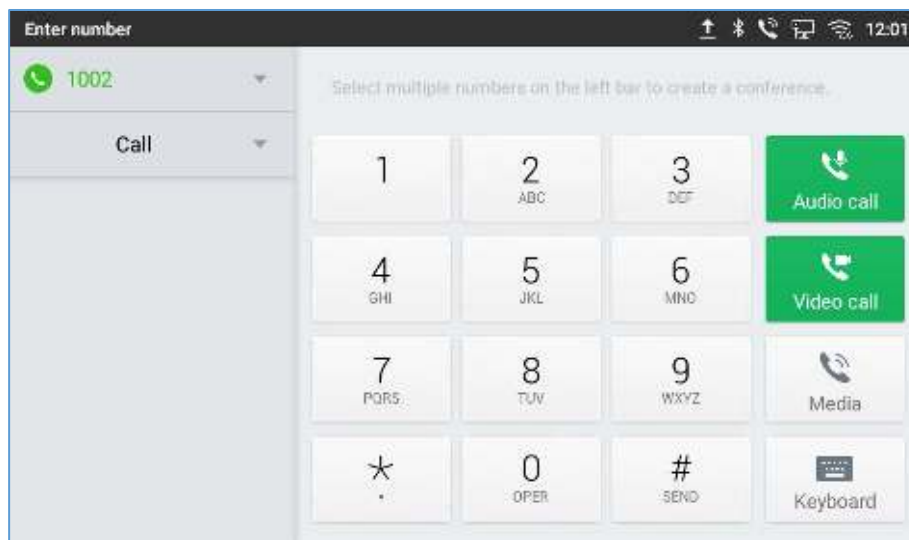 Enter number
12:01
1002
Call
Select multiple numbers on the left bar to create a conference.
1
2
ABC
3
DEF
Audio call
4
GHI
5
JKL
6
MNO
Video call
7
PQRS
8
TUV
9
WXYZ
Media
*
.
0
OPER
#
SEND
Keyboard